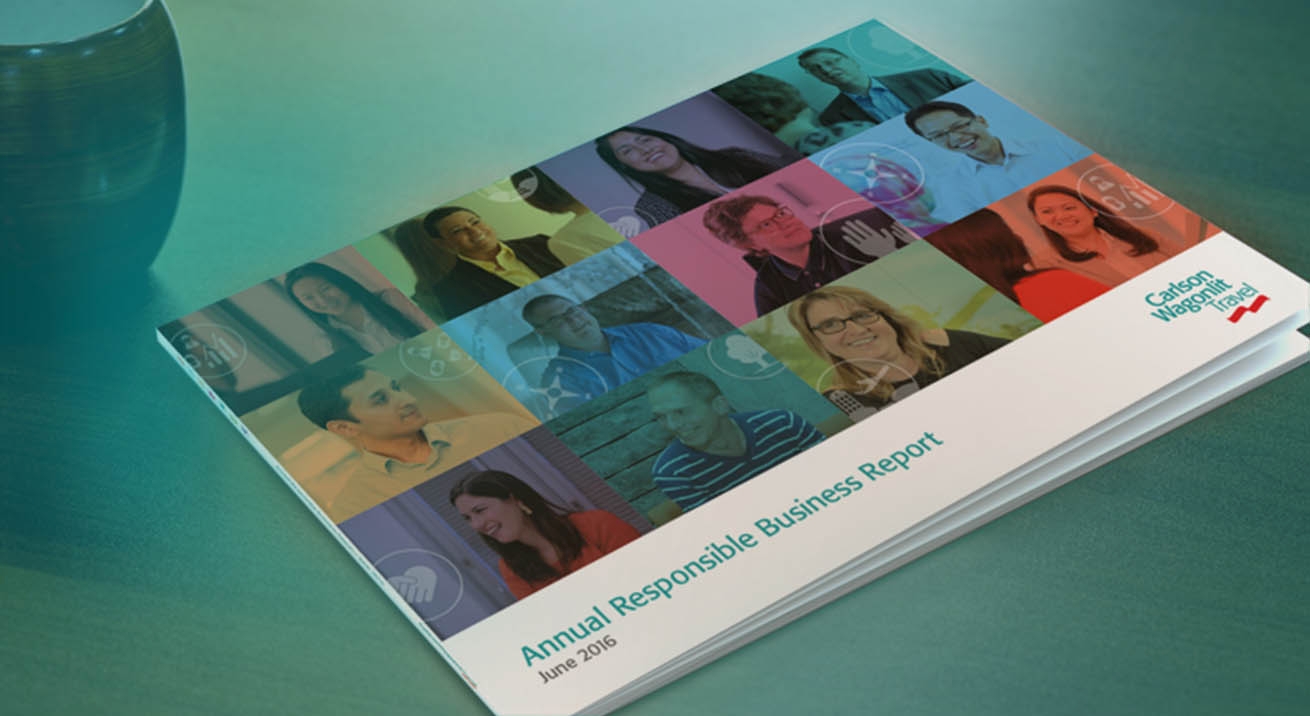 Carlson
Wagonlit
Travel
Annual Responsible Business Report
June 2016